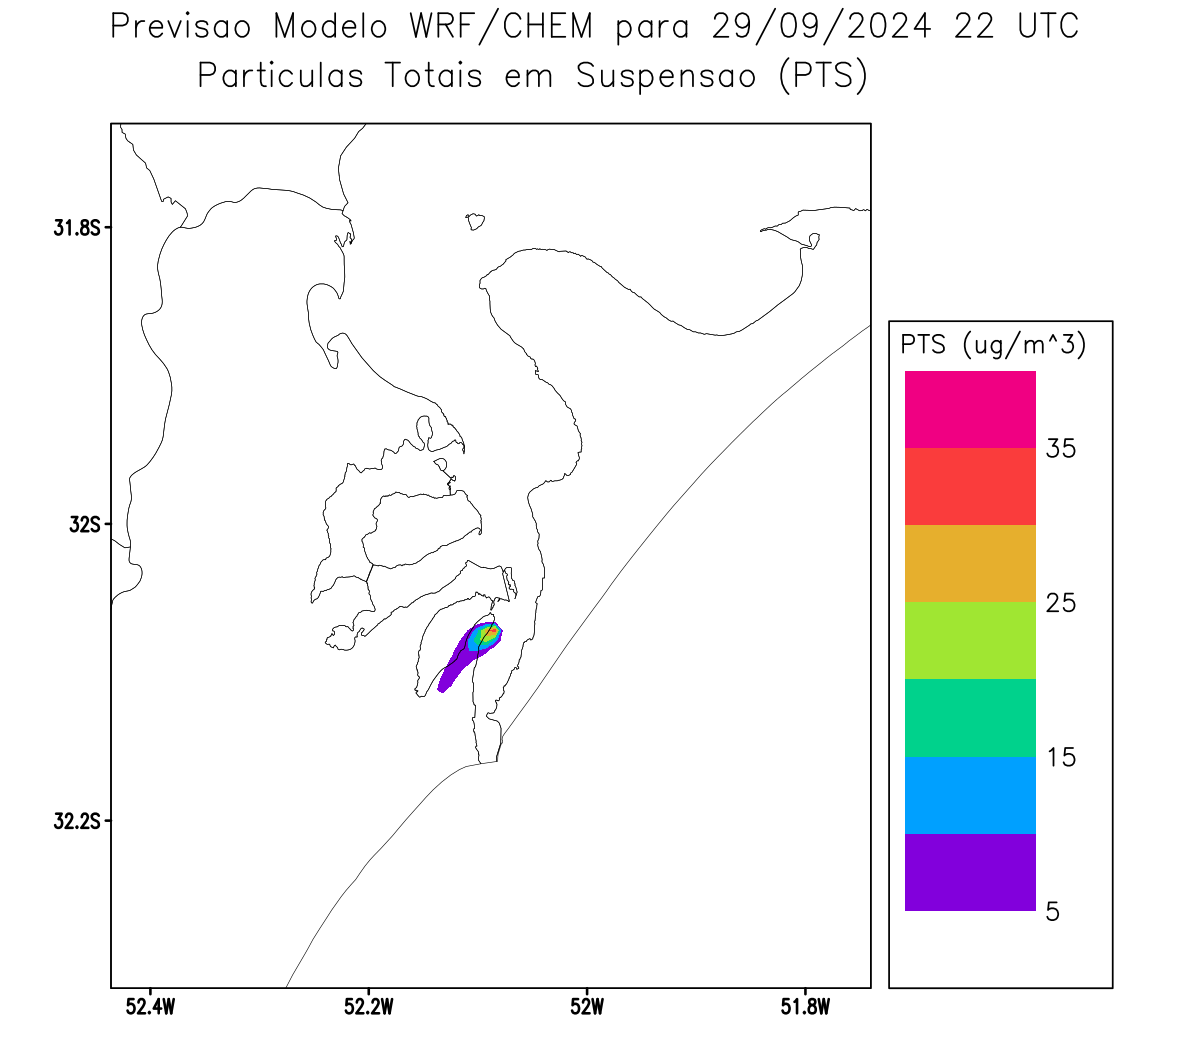 Previsao Modelo WRF/CHEM para 29/09/2024 22 UTC
Particulas Totais em Suspensao (PTS)
31.8S
32S
32.2S
52.4W
52.2W
52W
51.8W
PTS (ug/m^3)
35
25
15
5